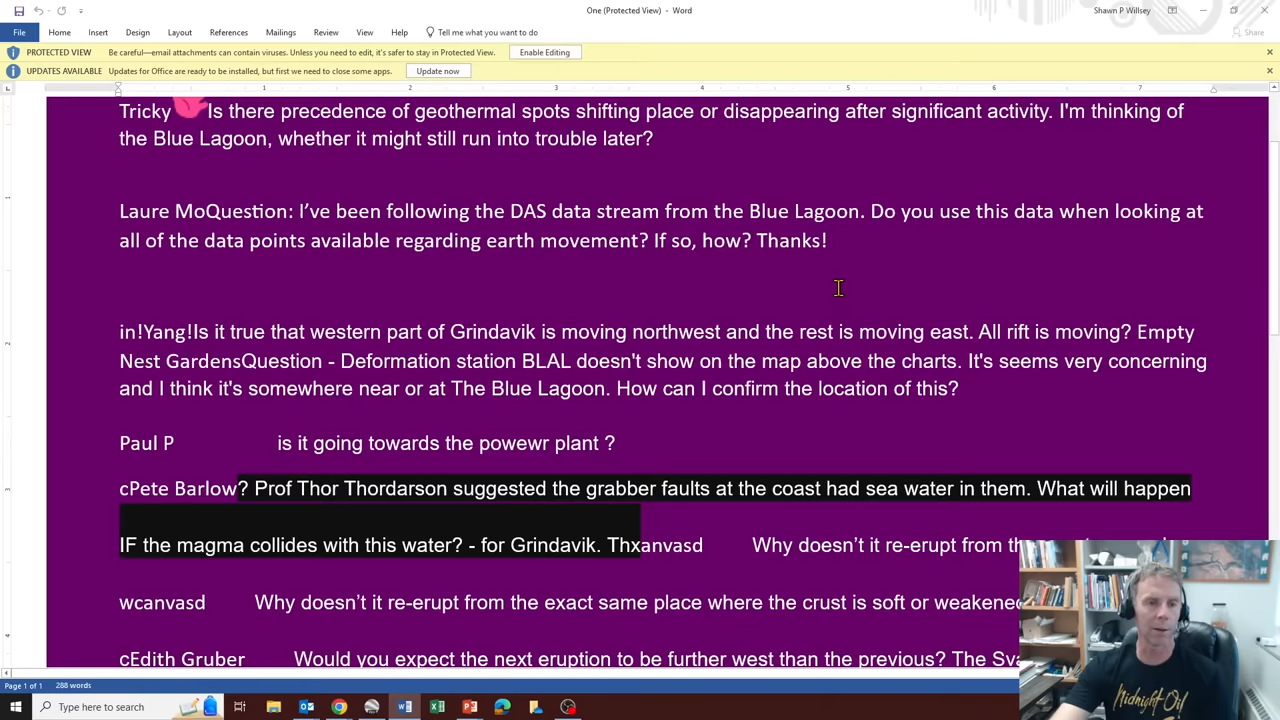 One (Protected View) - Word
Shawn P Willsey
File Home Insert Design Layout References Mailings Review View Help Tell me what you want to do Share
PROTECTED VIEW Be careful—email attachments can contain viruses. Unless you need to edit, it's safer to stay in Protected View. Enable Editing
UPDATES AVAILABLE Updates for Office are ready to be installed, but first we need to close some apps. Update now
1 2 3 4 5 6 7
Tricky Is there precedence of geothermal spots shifting place or disappearing after significant activity. I'm thinking of
the Blue Lagoon, whether it might still run into trouble later?
Laure MoQuestion: I've been following the DAS data stream from the Blue Lagoon. Do you use this data when looking at
all of the data points available regarding earth movement? If so, how? Thanks!
in!Yang!Is it true that western part of Grindavik is moving northwest and the rest is moving east. All rift is moving? Empty
Nest GardensQuestion - Deformation station BLAL doesn't show on the map above the charts. It's seems very concerning
and I think it's somewhere near or at The Blue Lagoon. How can I confirm the location of this?
Paul P is it going towards the powewr plant ?
cPete Barlow? Prof Thor Thordarson suggested the grabber faults at the coast had sea water in them. What will happen
IF the magma collides with this water? - for Grindavik. Thxanvasd Why doesn't it re-erupt from
wcanvasd Why doesn't it re-erupt from the exact same place where the crust is soft or weakened
cEdith Gruber Would you expect the next eruption to be further west than the previous? The
Midnight Oil
Page 1 of 1 288 words
Type here to search